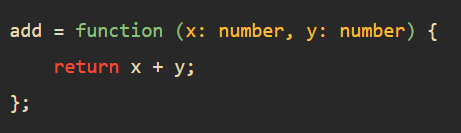 add = function (x: number, y: number) {
    return x + y;
};